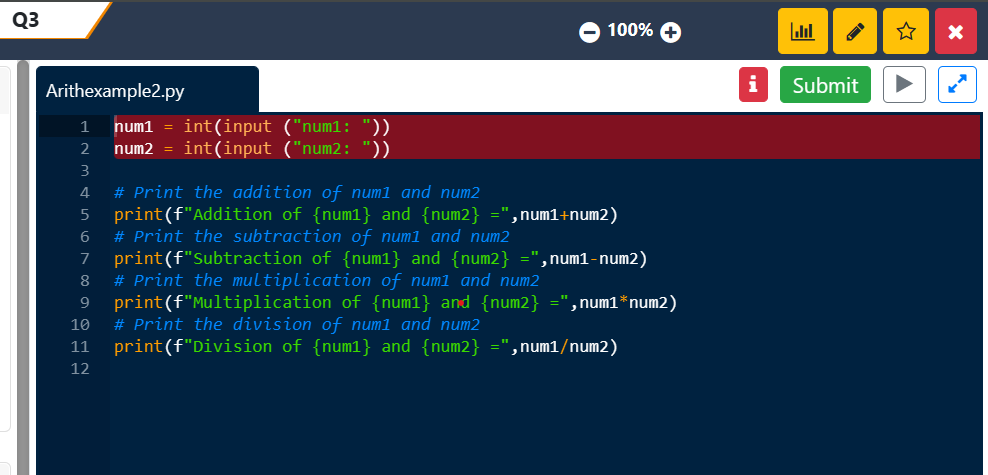 Q3
100%
Arithexample2.py
Submit
1 num1 = int(input ("num1: "))
2 num2 = int(input ("num2: "))
3
4 # Print the addition of num1 and num2
5 print(f"Addition of {num1} and {num2} =",num1+num2)
6 # Print the subtraction of num1 and num2
7 print(f"Subtraction of {num1} and {num2} =",num1-num2)
8 # Print the multiplication of num1 and num2
9 print(f"Multiplication of {num1} and {num2} =",num1*num2)
10 # Print the division of num1 and num2
11 print(f"Division of {num1} and {num2} =",num1/num2)
12